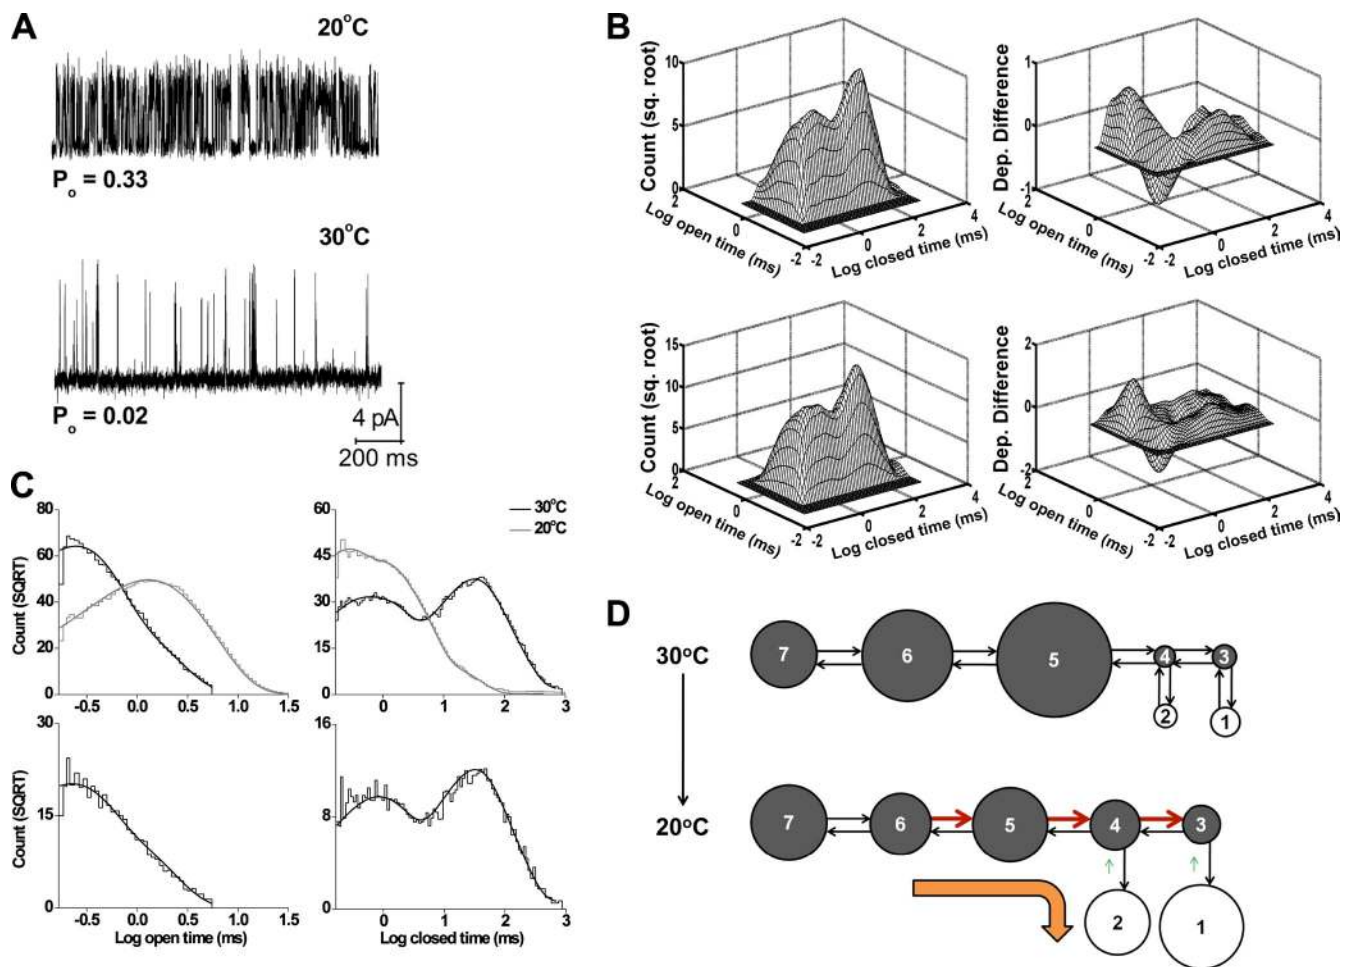 A
20°C
Po = 0.33
30°C
Po = 0.02
4 pA
200 ms
B
10
5
0
2
0
-2
-2
0
2
4
Count (sq. root)
Log open time (ms)
Log closed time (ms)
1
0
-1
2
0
-2
-2
0
2
4
Dep. Difference
Log open time (ms)
Log closed time (ms)
15
10
5
0
2
0
-2
-2
0
2
4
Count (sq. root)
Log open time (ms)
Log closed time (ms)
2
0
-2
2
0
-2
-2
0
2
4
Dep. Difference
Log open time (ms)
Log closed time (ms)
C
80
60
40
20
0
Count (SQRT)
-0.5 0.0 0.5 1.0 1.5
60
45
30
15
0
30°C
20°C
0 1 2 3
30
15
0
Count (SQRT)
-0.5 0.0 0.5 1.0 1.5
Log open time (ms)
16
8
0
0 1 2 3
Log closed time (ms)
D
30°C
7 6 5 4 3
2 1
20°C
7 6 5 4 3
2 1